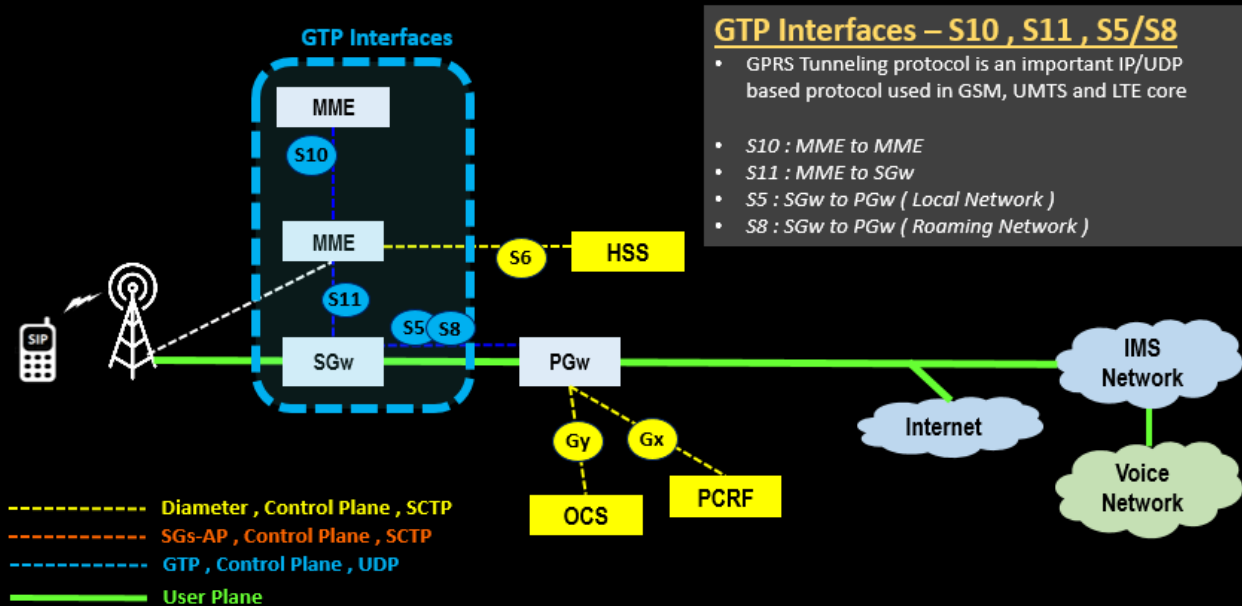 GTP Interfaces
GTP Interfaces – S10 , S11 , S5/S8
• GPRS Tunneling protocol is an important IP/UDP
based protocol used in GSM, UMTS and LTE core
• S10 : MME to MME
• S11 : MME to SGw
• S5 : SGw to PGw ( Local Network )
• S8 : SGw to PGw ( Roaming Network )
MME
S10
MME
S6
HSS
S11
S5
S8
SIP
SGw
PGw
IMS
Network
Internet
Gy
Gx
Voice
Network
OCS
PCRF
Diameter , Control Plane , SCTP
SGs-AP , Control Plane , SCTP
GTP , Control Plane , UDP
User Plane